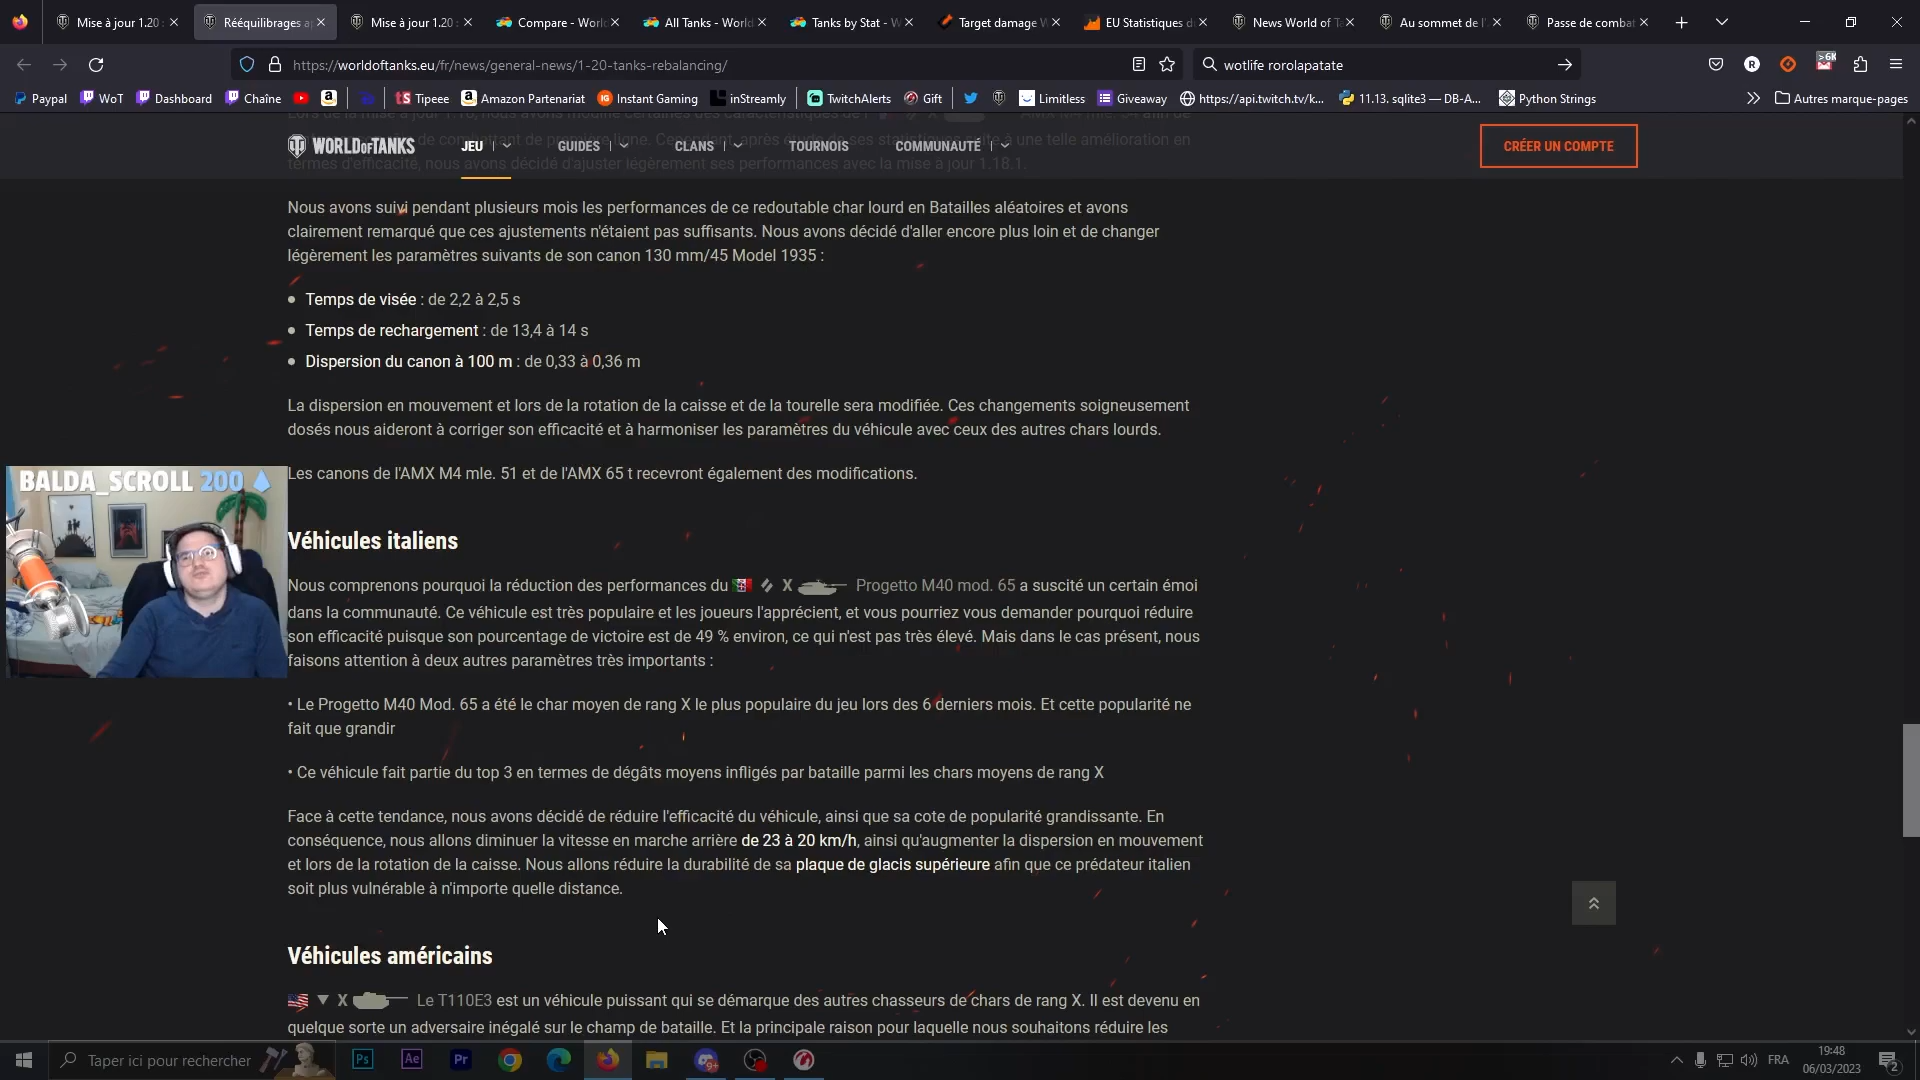 Mise à jour 1.20 :
Rééquilibrages a
Mise à jour 1.20 :
Compare - Worl
All Tanks - World
Tanks by Stat - W
Target damage W
EU Statistiques d
News World of Ta
Au sommet de l'
Passe de combat
https://worldoftanks.eu/fr/news/general-news/1-20-tanks-rebalancing/
wotlife rorolapatate
R
>6K
Paypal
WoT
Dashboard
Chaîne
Tipeee
Amazon Partenariat
Instant Gaming
inStreamly
TwitchAlerts
Gift
Limitless
Giveaway
https://api.twitch.tv/k...
11.13. sqlite3 — DB-A...
Python Strings
Autres marque-pages
WORLD OF TANKS
JEU
GUIDES
CLANS
TOURNOIS
COMMUNAUTÉ
CRÉER UN COMPTE
termes d'efficacité, nous avons décidé d'ajuster légèrement ses performances avec la mise à jour 1.18.1.
Nous avons suivi pendant plusieurs mois les performances de ce redoutable char lourd en Batailles aléatoires et avons
clairement remarqué que ces ajustements n'étaient pas suffisants. Nous avons décidé d'aller encore plus loin et de changer
légèrement les paramètres suivants de son canon 130 mm/45 Model 1935 :
• Temps de visée : de 2,2 à 2,5 s
• Temps de rechargement : de 13,4 à 14 s
• Dispersion du canon à 100 m : de 0,33 à 0,36 m
La dispersion en mouvement et lors de la rotation de la caisse et de la tourelle sera modifiée. Ces changements soigneusement
dosés nous aideront à corriger son efficacité et à harmoniser les paramètres du véhicule avec ceux des autres chars lourds.
Les canons de l'AMX M4 mle. 51 et de l'AMX 65 t recevront également des modifications.
BALDA_SCROLL 200
Véhicules italiens
Nous comprenons pourquoi la réduction des performances du X Progetto M40 mod. 65 a suscité un certain émoi
dans la communauté. Ce véhicule est très populaire et les joueurs l'apprécient, et vous pourriez vous demander pourquoi réduire
son efficacité puisque son pourcentage de victoire est de 49 % environ, ce qui n'est pas très élevé. Mais dans le cas présent, nous
faisons attention à deux autres paramètres très importants :
• Le Progetto M40 Mod. 65 a été le char moyen de rang X le plus populaire du jeu lors des 6 derniers mois. Et cette popularité ne
fait que grandir
• Ce véhicule fait partie du top 3 en termes de dégâts moyens infligés par bataille parmi les chars moyens de rang X
Face à cette tendance, nous avons décidé de réduire l'efficacité du véhicule, ainsi que sa cote de popularité grandissante. En
conséquence, nous allons diminuer la vitesse en marche arrière de 23 à 20 km/h, ainsi qu'augmenter la dispersion en mouvement
et lors de la rotation de la caisse. Nous allons réduire la durabilité de sa plaque de glacis supérieure afin que ce prédateur italien
soit plus vulnérable à n'importe quelle distance.
Véhicules américains
X Le T110E3 est un véhicule puissant qui se démarque des autres chasseurs de chars de rang X. Il est devenu en
quelque sorte un adversaire inégalé sur le champ de bataille. Et la principale raison pour laquelle nous souhaitons réduire les
Taper ici pour rechercher
Ps
Ae
Pr
9+
FRA
19:48
06/03/2023
2